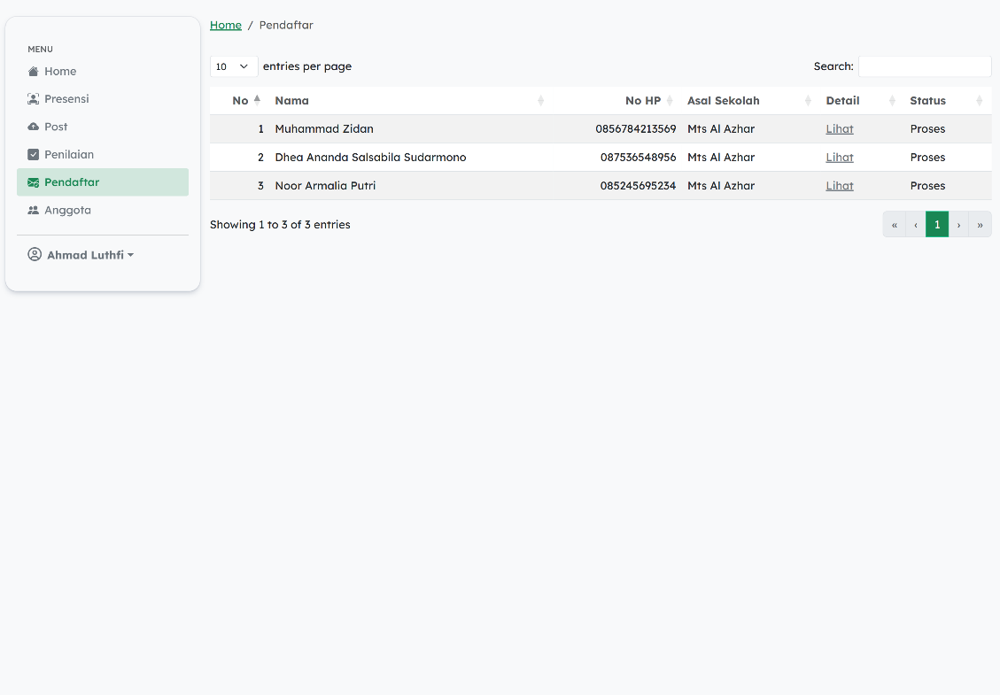 MENU
Home
Presensi
Post
Penilaian
Pendaftar
Anggota
Ahmad Luthfi
Home / Pendaftar
10 entries per page
Search:
No Nama No HP Asal Sekolah Detail Status
1 Muhammad Zidan 0856784213569 Mts Al Azhar Lihat Proses
2 Dhea Ananda Salsabila Sudarmono 087536548956 Mts Al Azhar Lihat Proses
3 Noor Armalia Putri 085245695234 Mts Al Azhar Lihat Proses
Showing 1 to 3 of 3 entries
« ‹ 1 › »